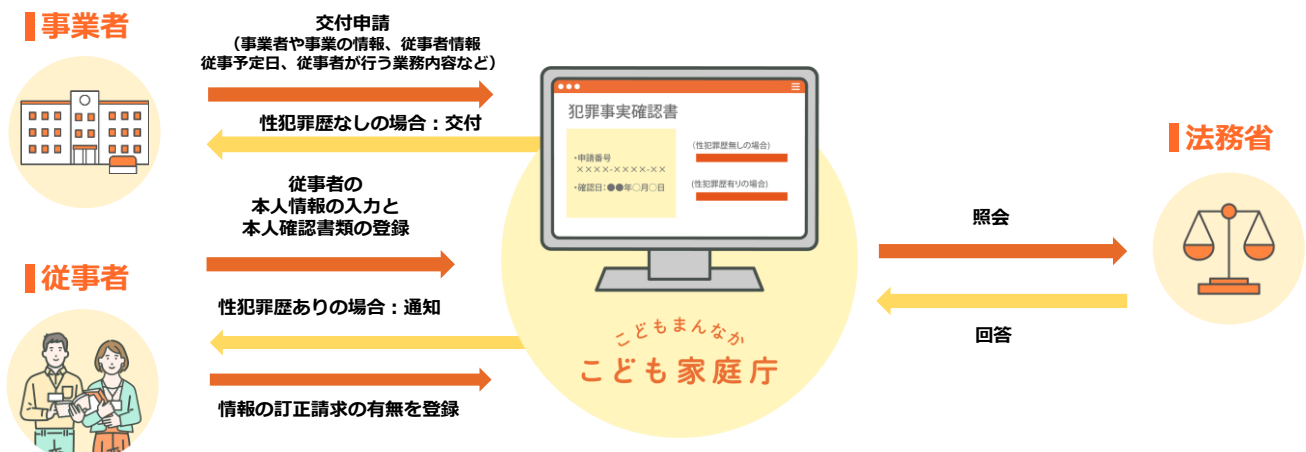 事業者
交付申請
（事業者や事業の情報、従事者情報
従事予定日、従事者が行う業務内容など）
性犯罪歴なしの場合：交付
従事者の
本人情報の入力と
本人確認書類の登録
従事者
性犯罪歴ありの場合：通知
情報の訂正請求の有無を登録
犯罪事実確認書
・申請番号
××××-××××-××
・確認日：●●年○月○日
(性犯罪歴無しの場合)
(性犯罪歴有りの場合)
こどもまんなか
こども家庭庁
照会
回答
法務省